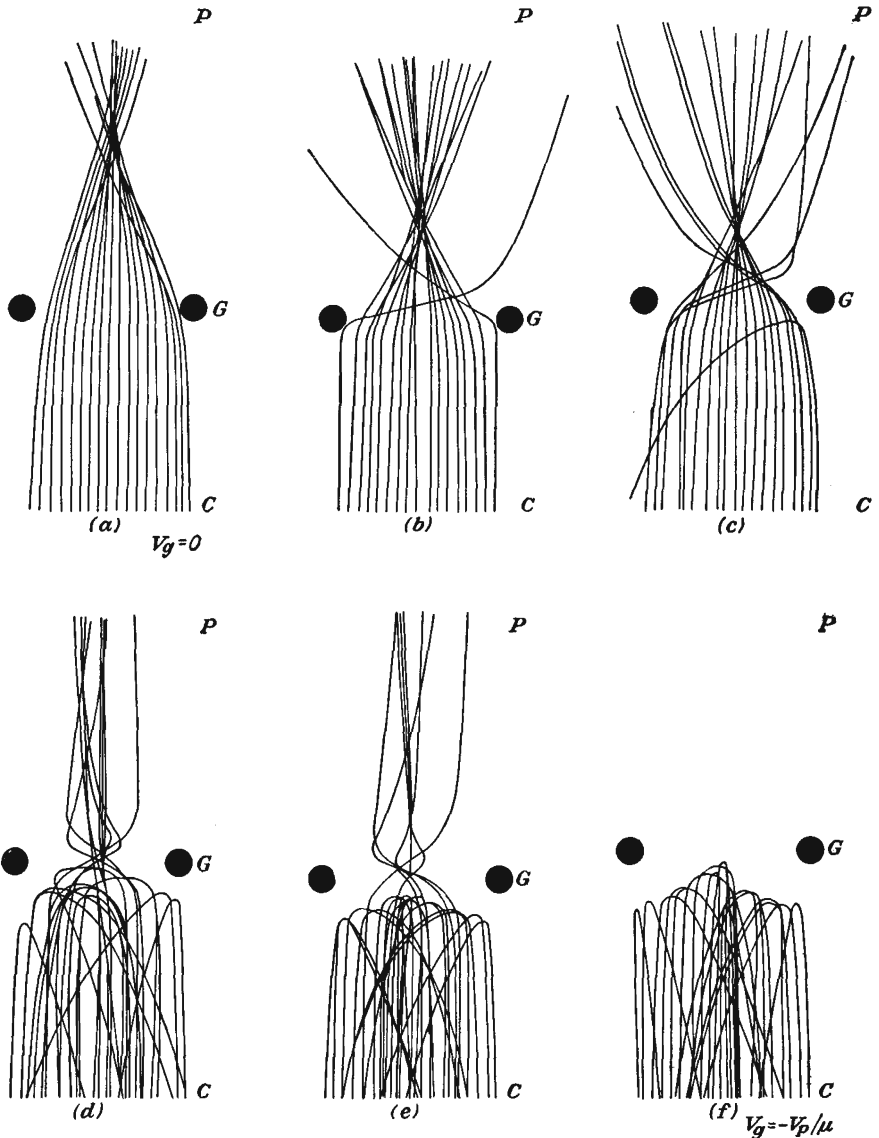 P P P
G G G
C C C
(a) (b) (c)
Vg=0
P P P
G G G
C C C
(d) (e) (f)
Vg=-Vp/μ